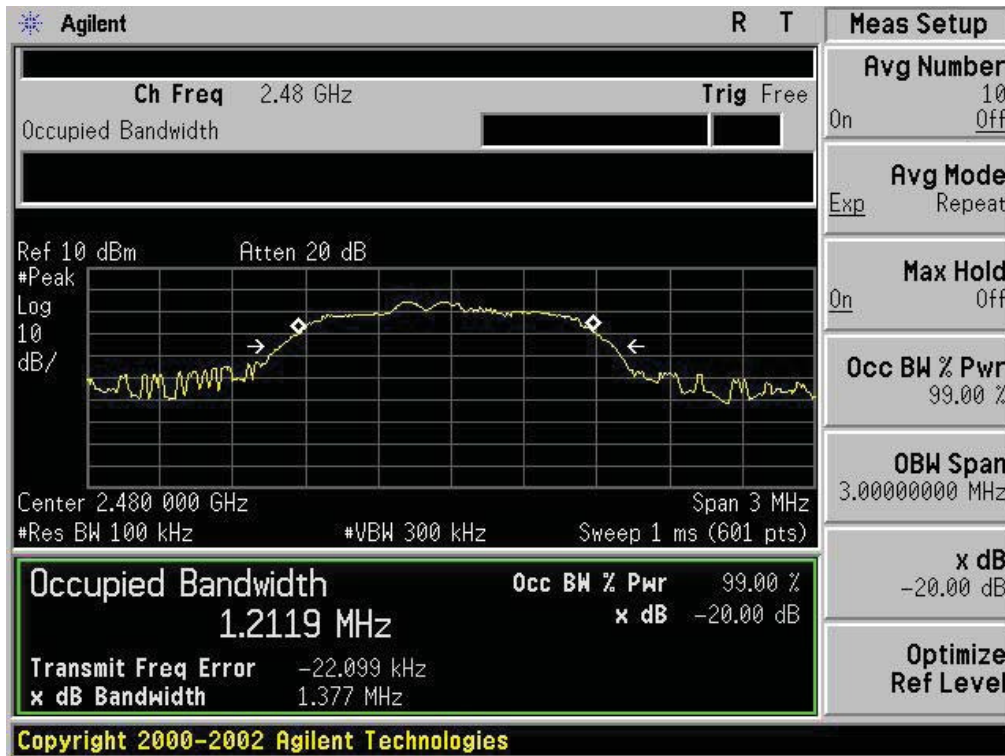 Agilent R T
Ch Freq 2.48 GHz Trig Free
Occupied Bandwidth
Ref 10 dBm Atten 20 dB
#Peak
Log
10
dB/
Center 2.480 000 GHz Span 3 MHz
#Res BW 100 kHz #VBW 300 kHz Sweep 1 ms (601 pts)
Occupied Bandwidth Occ BW % Pwr 99.00 %
1.2119 MHz x dB -20.00 dB
Transmit Freq Error -22.099 kHz
x dB Bandwidth 1.377 MHz
Copyright 2000-2002 Agilent Technologies
Meas Setup
Avg Number
10
On Off
Avg Mode
Exp Repeat
Max Hold
On Off
Occ BW % Pwr
99.00 %
OBW Span
3.00000000 MHz
x dB
-20.00 dB
Optimize
Ref Level